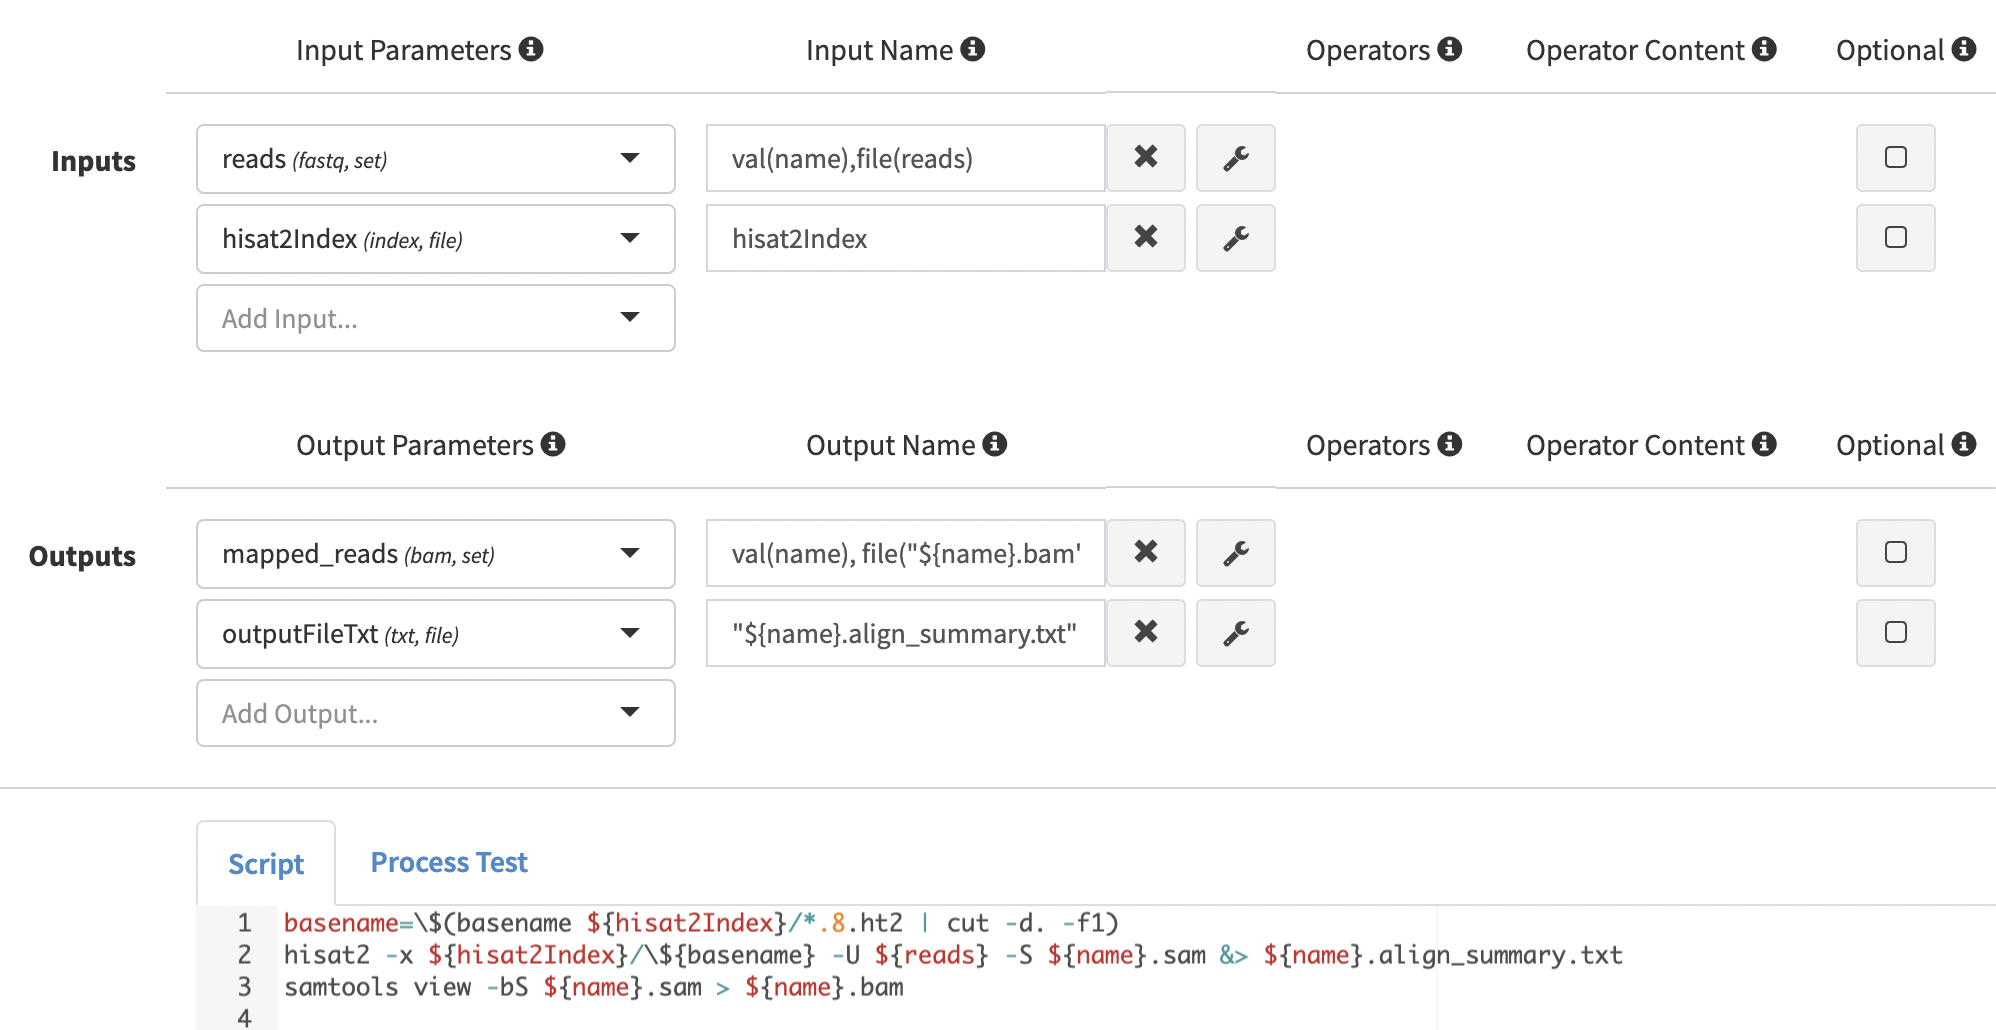 Input Parameters Input Name Operators Operator Content Optional
Inputs reads (fastq, set) val(name),file(reads)
hisat2Index (index, file) hisat2Index
Add Input...
Output Parameters Output Name Operators Operator Content Optional
Outputs mapped_reads (bam, set) val(name), file("${name}.bam'
outputFileTxt (txt, file) "${name}.align_summary.txt"
Add Output...
Script Process Test
1 basename=\$(basename ${hisat2Index}/*.8.ht2 | cut -d. -f1)
2 hisat2 -x ${hisat2Index}/\${basename} -U ${reads} -S ${name}.sam &> ${name}.align_summary.txt
3 samtools view -bS ${name}.sam > ${name}.bam
4